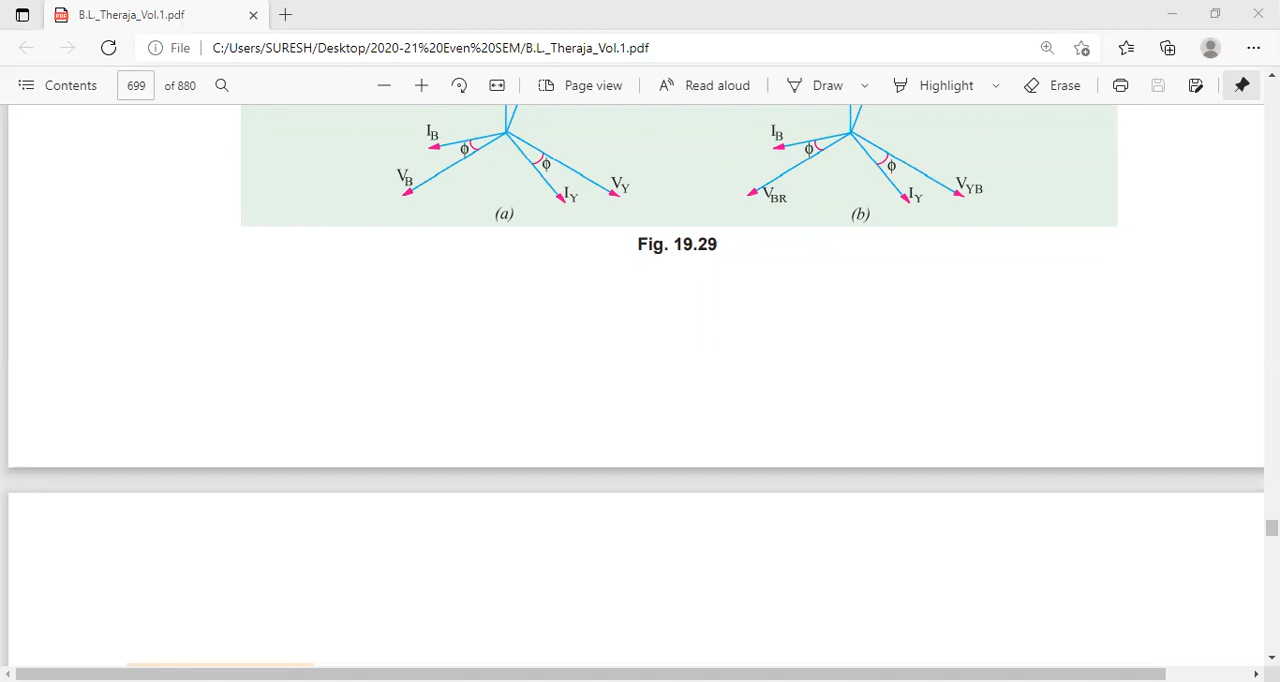 B.L._Theraja_Vol.1.pdf
File C:/Users/SURESH/Desktop/2020-21%20Even%20SEM/B.L._Theraja_Vol.1.pdf
Contents 699 of 880 Page view Read aloud Draw Highlight Erase
I_B ϕ V_B ϕ I_Y V_Y
I_B ϕ V_BR ϕ I_Y V_YB
(a) (b)
Fig. 19.29